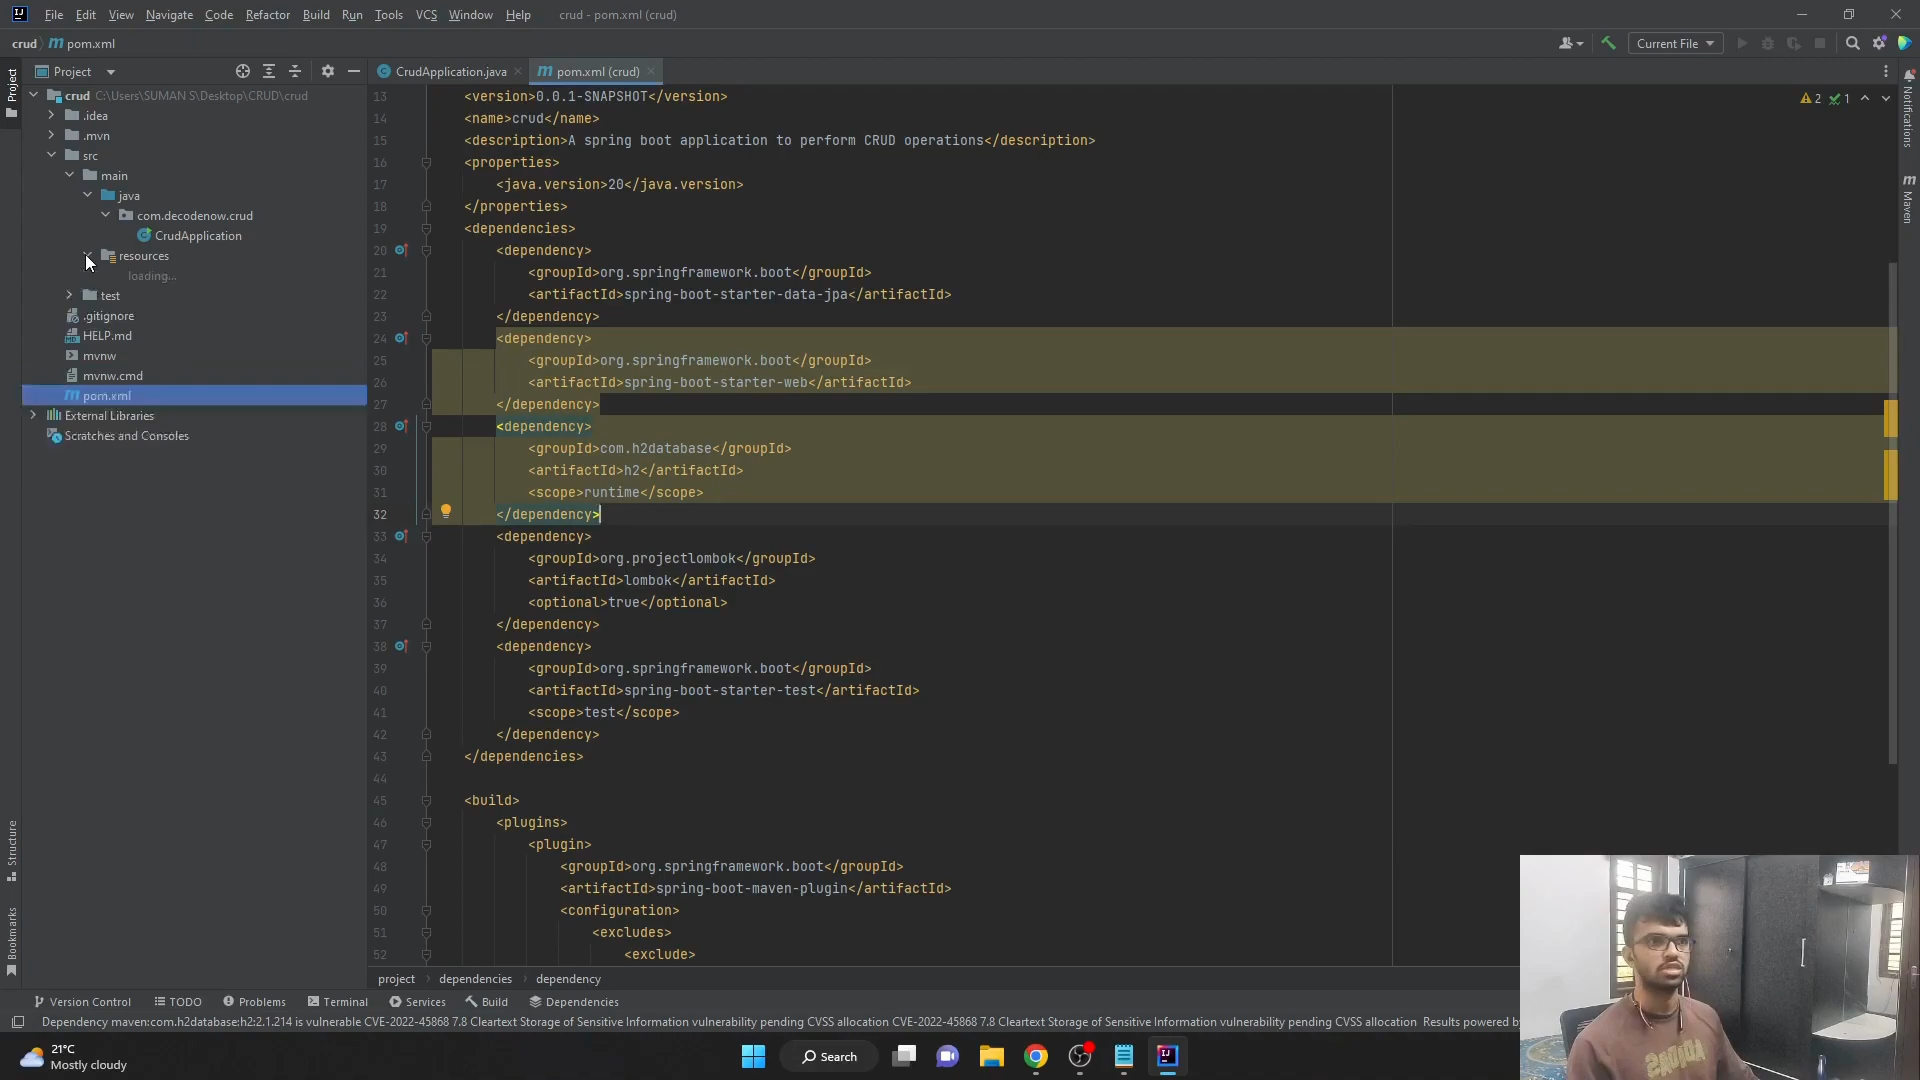 File Edit View Navigate Code Refactor Build Run Tools VCS Window Help crud - pom.xml (crud)
crud pom.xml
Current File
Project
CrudApplication.java
pom.xml (crud)
crud C:\Users\SUMAN S\Desktop\CRUD\crud
.idea
.mvn
src
main
java
com.decodenow.crud
CrudApplication
resources
loading...
test
.gitignore
HELP.md
mvnw
mvnw.cmd
pom.xml
External Libraries
Scratches and Consoles
Project
Structure
Bookmarks
Notifications
Maven
2 1
13 <version>0.0.1-SNAPSHOT</version>
14 <name>crud</name>
15 <description>A spring boot application to perform CRUD operations</description>
16 <properties>
17 <java.version>20</java.version>
18 </properties>
19 <dependencies>
20 <dependency>
21 <groupId>org.springframework.boot</groupId>
22 <artifactId>spring-boot-starter-data-jpa</artifactId>
23 </dependency>
24 <dependency>
25 <groupId>org.springframework.boot</groupId>
26 <artifactId>spring-boot-starter-web</artifactId>
27 </dependency>
28 <dependency>
29 <groupId>com.h2database</groupId>
30 <artifactId>h2</artifactId>
31 <scope>runtime</scope>
32 </dependency>
33 <dependency>
34 <groupId>org.projectlombok</groupId>
35 <artifactId>lombok</artifactId>
36 <optional>true</optional>
37 </dependency>
38 <dependency>
39 <groupId>org.springframework.boot</groupId>
40 <artifactId>spring-boot-starter-test</artifactId>
41 <scope>test</scope>
42 </dependency>
43 </dependencies>
44
45 <build>
46 <plugins>
47 <plugin>
48 <groupId>org.springframework.boot</groupId>
49 <artifactId>spring-boot-maven-plugin</artifactId>
50 <configuration>
51 <excludes>
52 <exclude>
project dependencies dependency
Version Control TODO Problems Terminal Services Build Dependencies
Dependency maven:com.h2database:h2:2.1.214 is vulnerable CVE-2022-45868 7.8 Cleartext Storage of Sensitive Information vulnerability pending CVSS allocation CVE-2022-45868 7.8 Cleartext Storage of Sensitive Information vulnerability pending CVSS allocation Results powered by
21°C
Mostly cloudy
Search
adidas